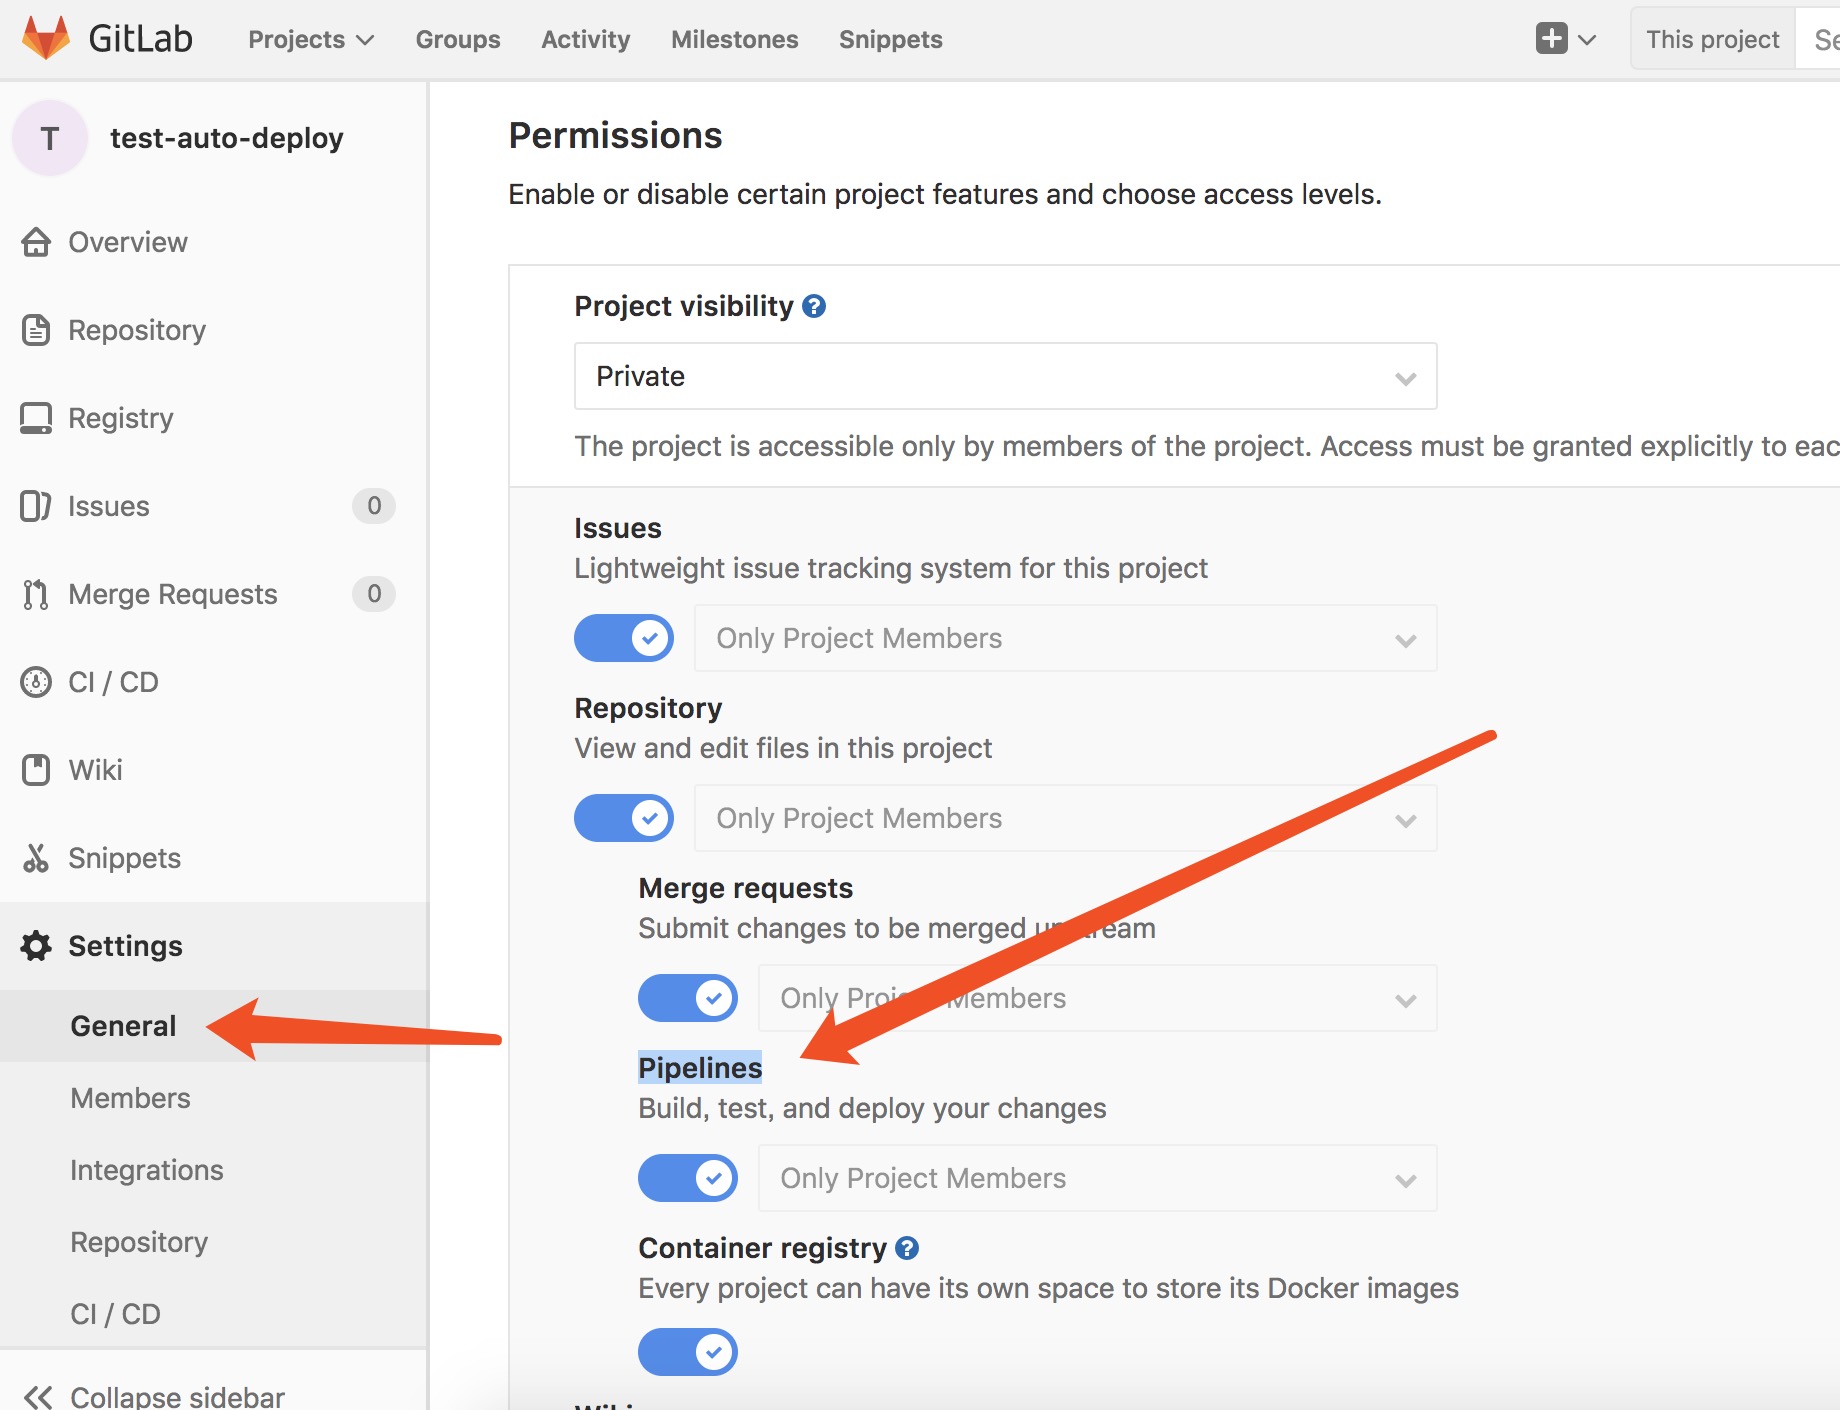 GitLab Projects Groups Activity Milestones Snippets This project
T test-auto-deploy
Overview
Repository
Registry
Issues 0
Merge Requests 0
CI / CD
Wiki
Snippets
Settings
General
Members
Integrations
Repository
CI / CD
Collapse sidebar
Permissions
Enable or disable certain project features and choose access levels.
Project visibility ?
Private
The project is accessible only by members of the project. Access must be granted explicitly to eac
Issues
Lightweight issue tracking system for this project
Only Project Members
Repository
View and edit files in this project
Only Project Members
Merge requests
Submit changes to be merged upstream
Only Project Members
Pipelines
Build, test, and deploy your changes
Only Project Members
Container registry ?
Every project can have its own space to store its Docker images
Wiki